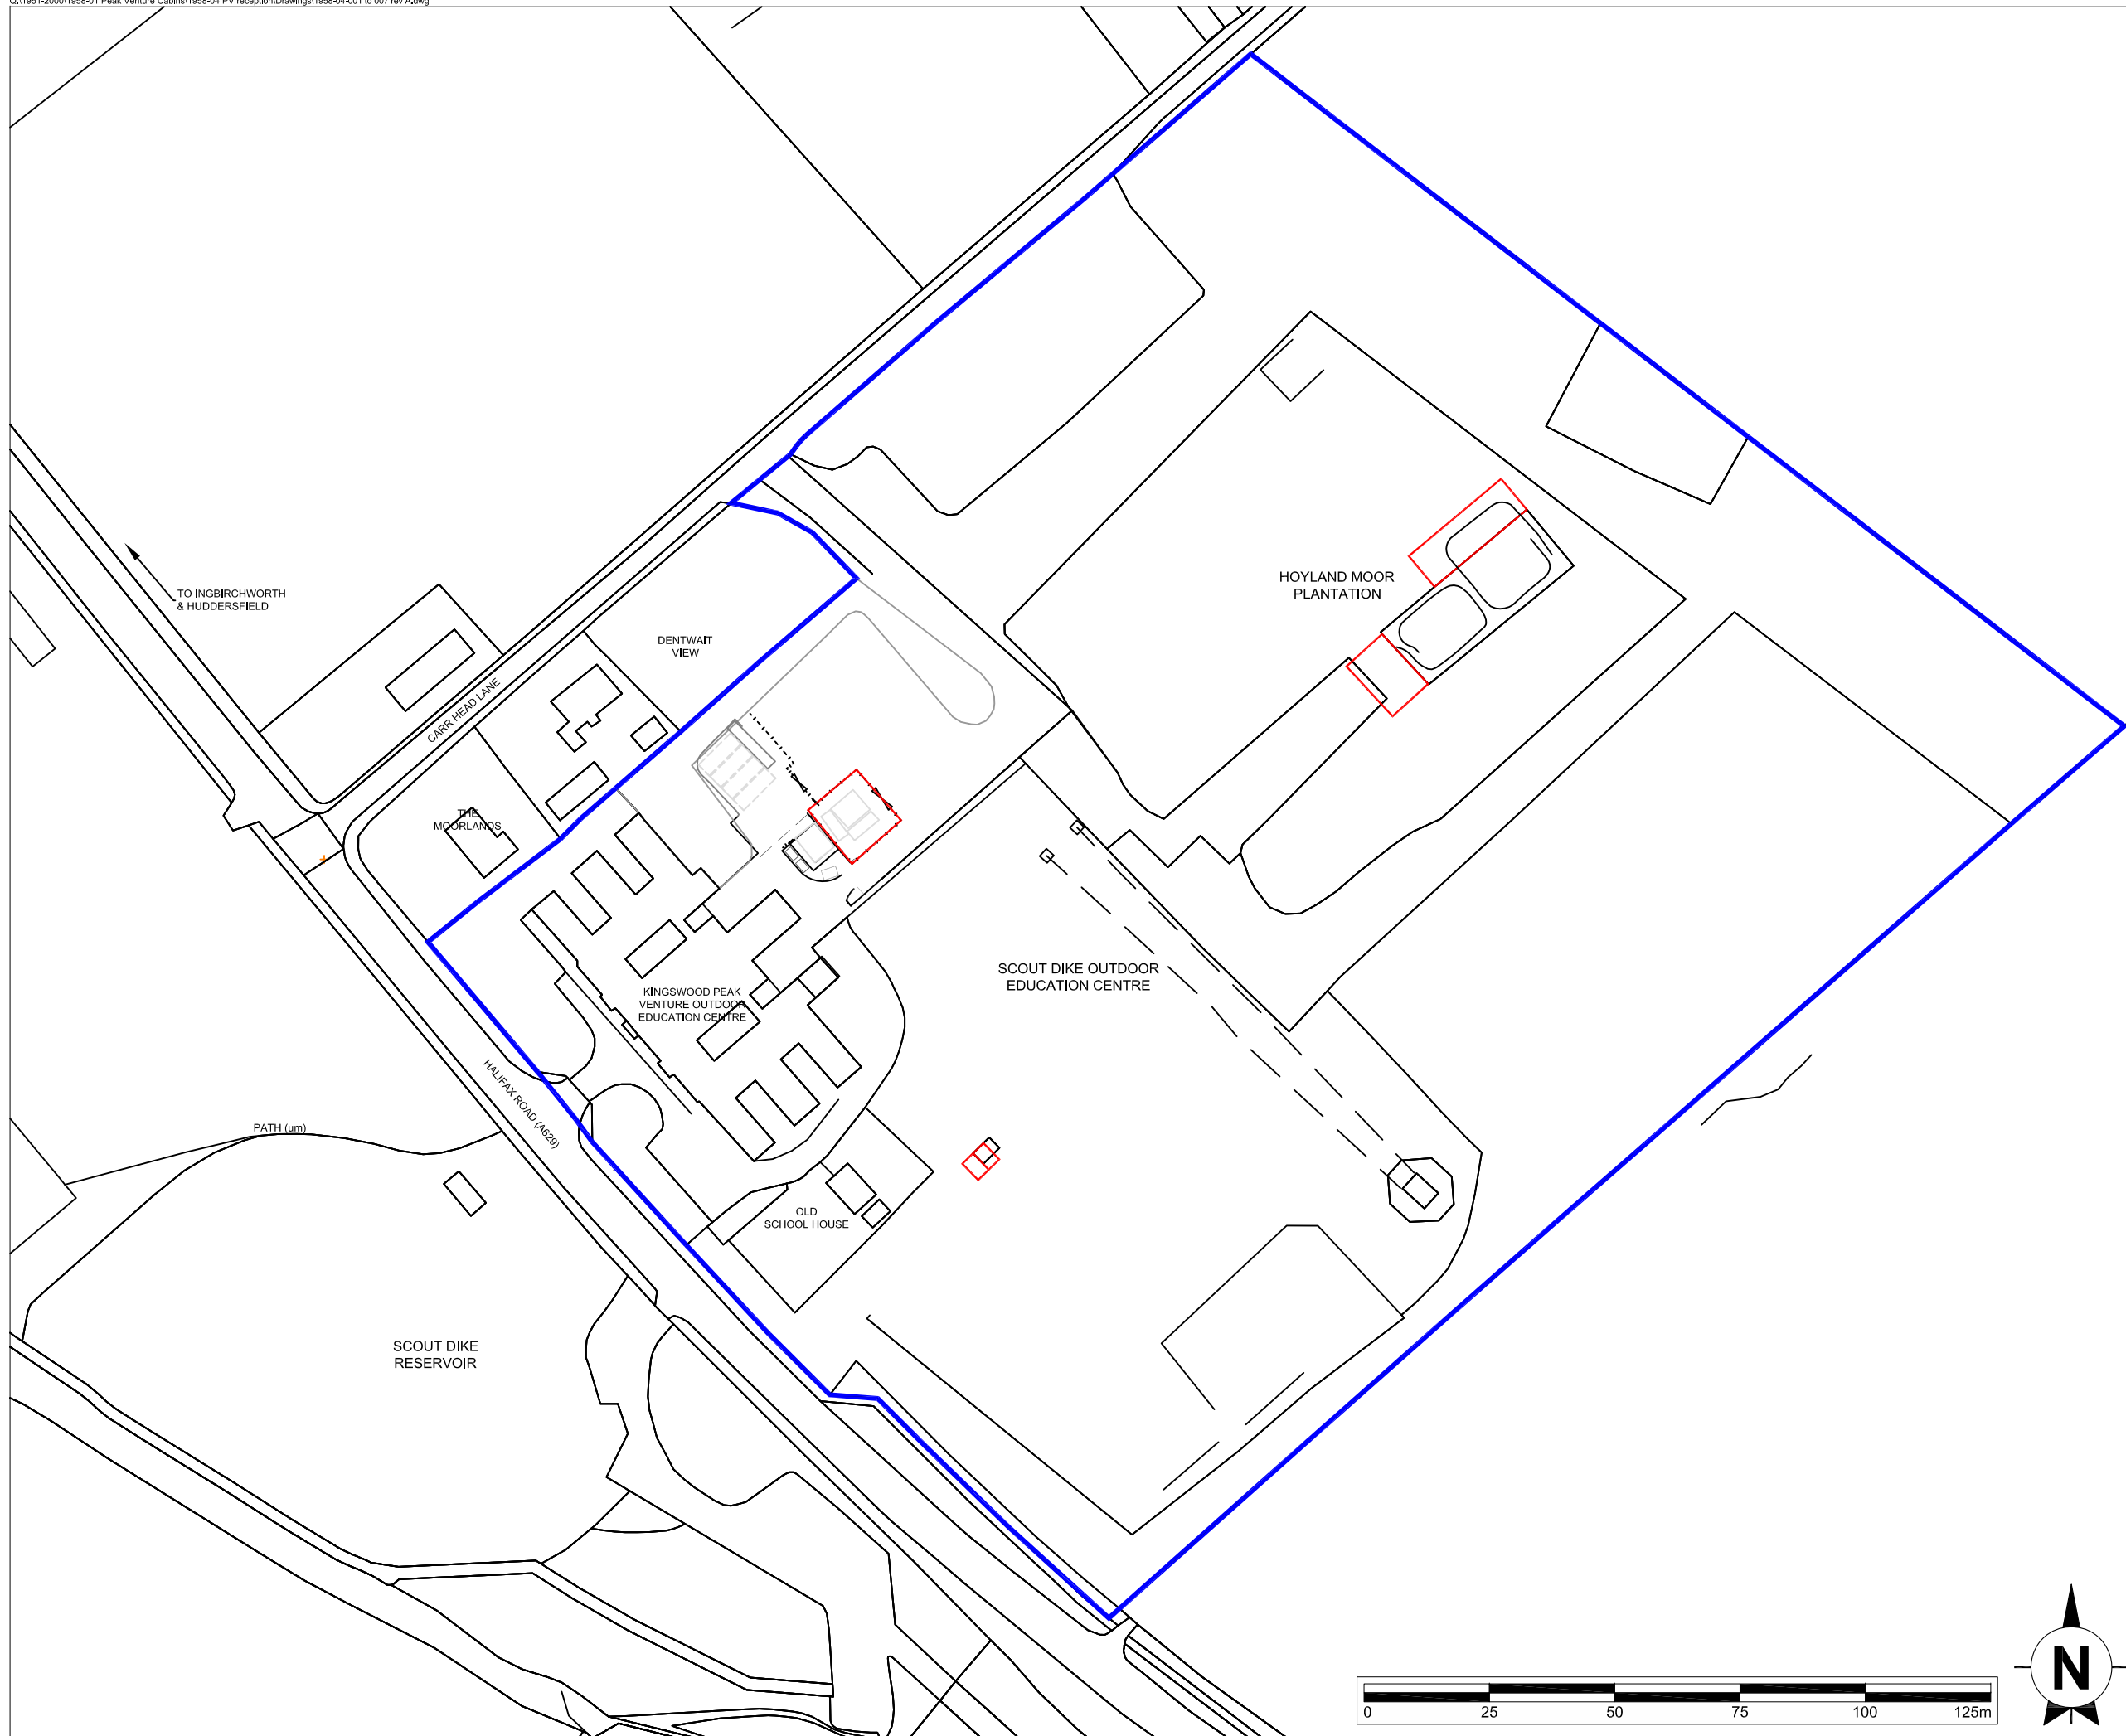 TO INGBIRCHWORTH
& HUDDERSFIELD
DENTWAIT
VIEW
HOYLAND MOOR
PLANTATION
CARR HEAD LANE
THE
MOORLANDS
SCOUT DIKE OUTDOOR
EDUCATION CENTRE
KINGSWOOD PEAK
VENTURE OUTDOOR
EDUCATION CENTRE
HALIFAX ROAD (A629)
PATH (um)
OLD
SCHOOL HOUSE
SCOUT DIKE
RESERVOIR
N
0 25 50 75 100 125m